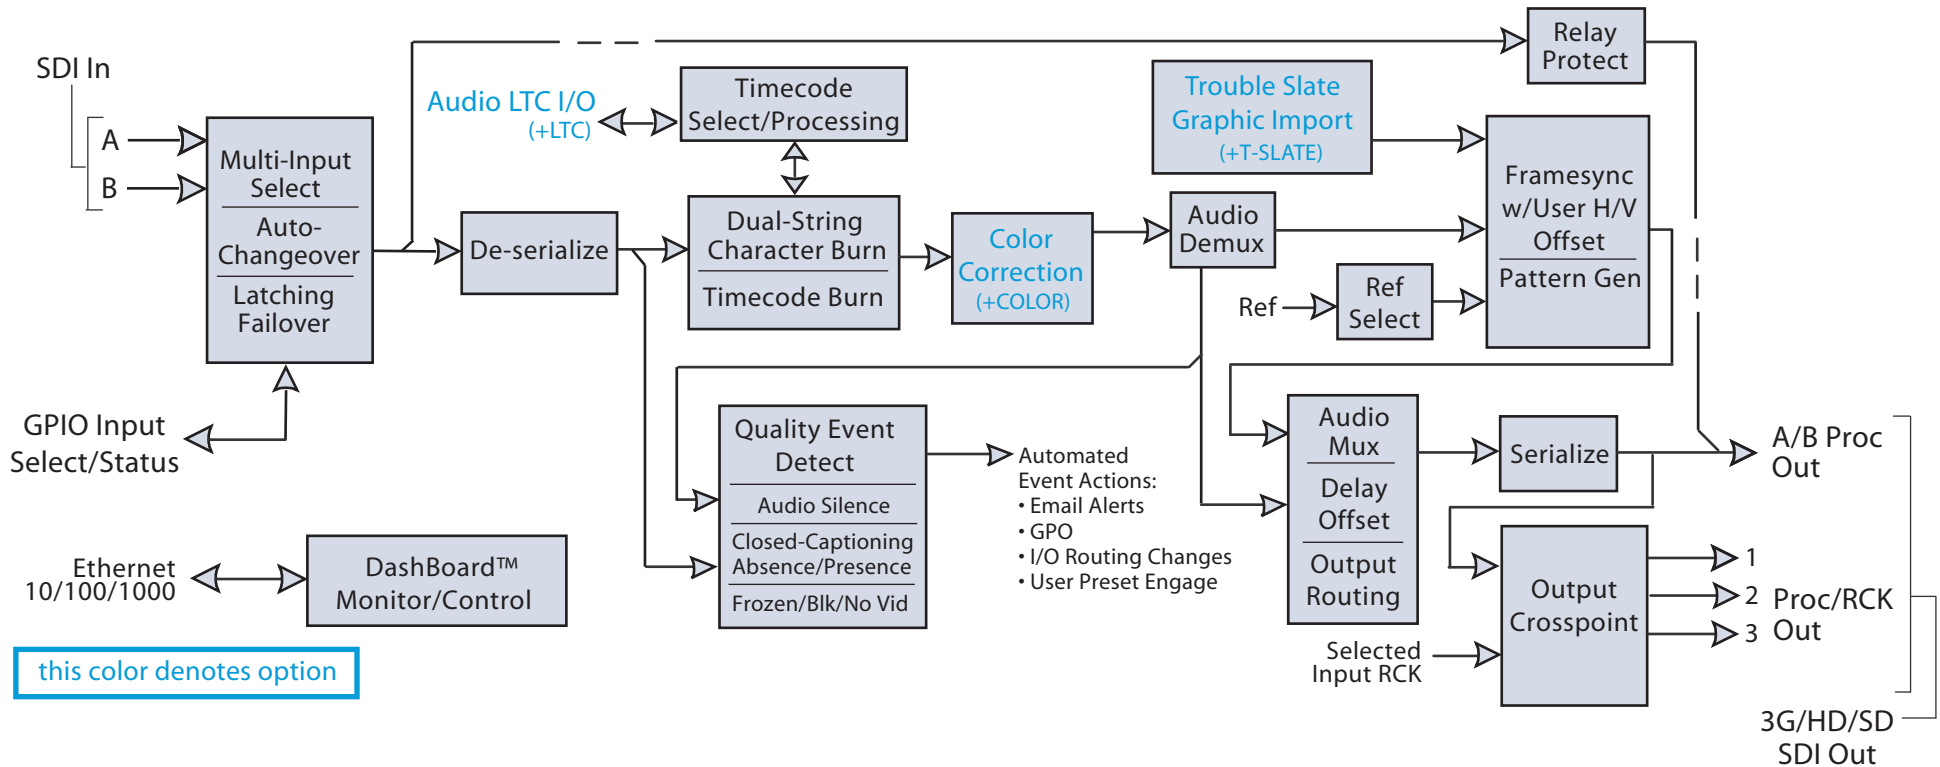 SDI In
A
B
Multi-Input
Select
Auto-
Changeover
Latching
Failover
GPIO Input
Select/Status
Ethernet
10/100/1000
DashBoard™
Monitor/Control
this color denotes option
Audio LTC I/O
(+LTC)
Timecode
Select/Processing
De-serialize
Dual-String
Character Burn
Timecode Burn
Color
Correction
(+COLOR)
Quality Event
Detect
Audio Silence
Closed-Captioning
Absence/Presence
Frozen/Blk/No Vid
Automated
Event Actions:
• Email Alerts
• GPO
• I/O Routing Changes
• User Preset Engage
Trouble Slate
Graphic Import
(+T-SLATE)
Audio
Demux
Ref
Ref
Select
Relay
Protect
Framesync
w/User H/V
Offset
Pattern Gen
Audio
Mux
Delay
Offset
Output
Routing
Serialize
Selected
Input RCK
Output
Crosspoint
A/B Proc
Out
1
2
3
Proc/RCK
Out
3G/HD/SD
SDI Out